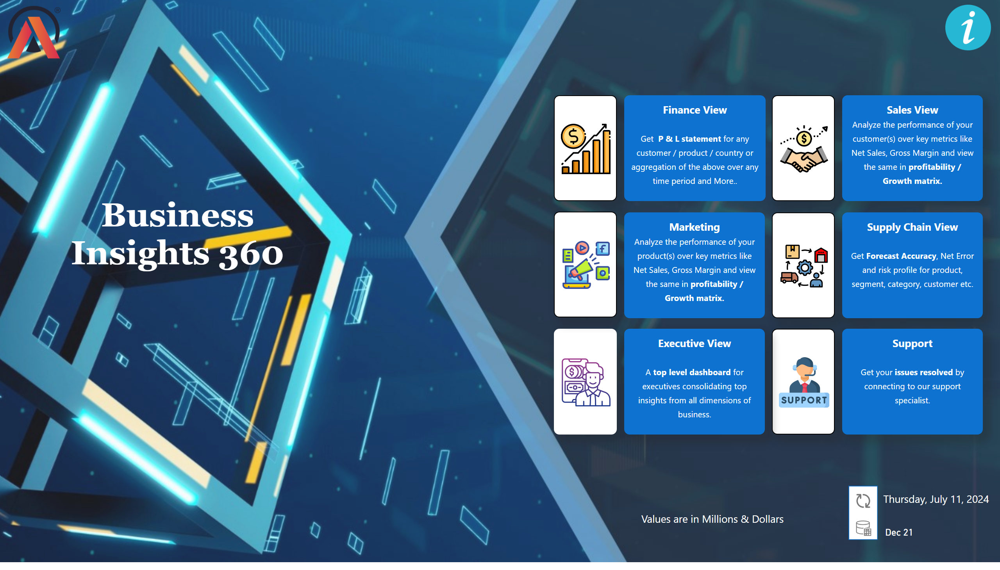 ®
Business
Insights 360
Finance View
Get  P & L statement for any
customer / product / country or
aggregation of the above over any
time period and More..
Sales View
Analyze the performance of your
customer(s) over key metrics like
Net Sales, Gross Margin and view
the same in profitability /
Growth matrix.
Marketing
Analyze the performance of your
product(s) over key metrics like
Net Sales, Gross Margin and view
the same in profitability /
Growth matrix.
Supply Chain View
Get Forecast Accuracy, Net Error
and risk profile for product,
segment, category, customer etc.
Executive View
A top level dashboard for
executives consolidating top
insights from all dimensions of
business.
SUPPORT
Support
Get your issues resolved by
connecting to our support
specialist.
Values are in Millions & Dollars
Thursday, July 11, 2024
Dec 21